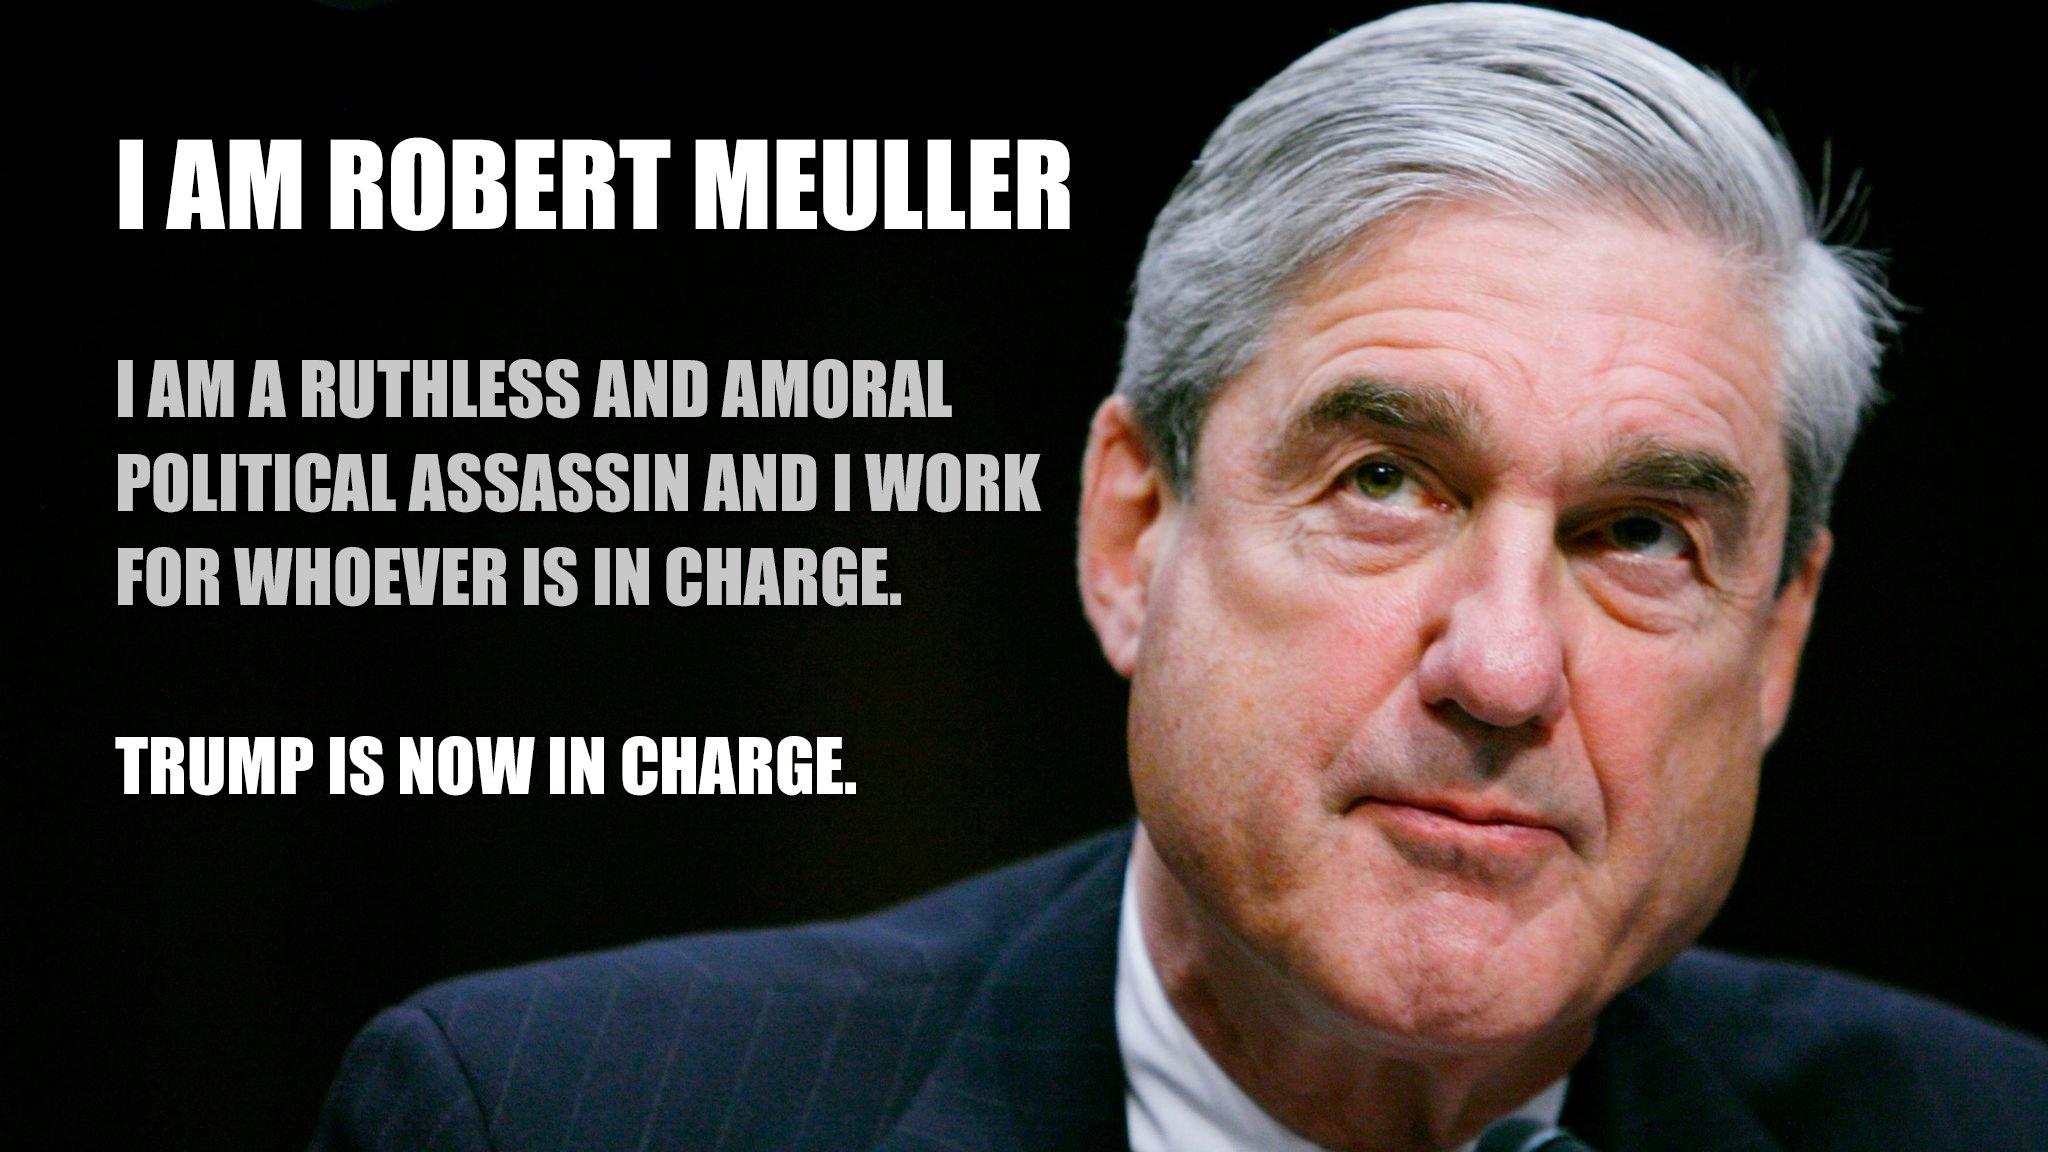 I AM ROBERT MEULLER
I AM A RUTHLESS AND AMORAL
POLITICAL ASSASSIN AND I WORK
FOR WHOEVER IS IN CHARGE.
TRUMP IS NOW IN CHARGE.